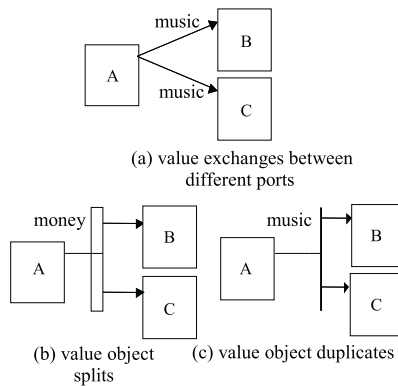 music
B
A
music
C
(a) value exchanges between
different ports
money
B
A
C
(b) value object
splits
music
B
A
C
(c) value object duplicates